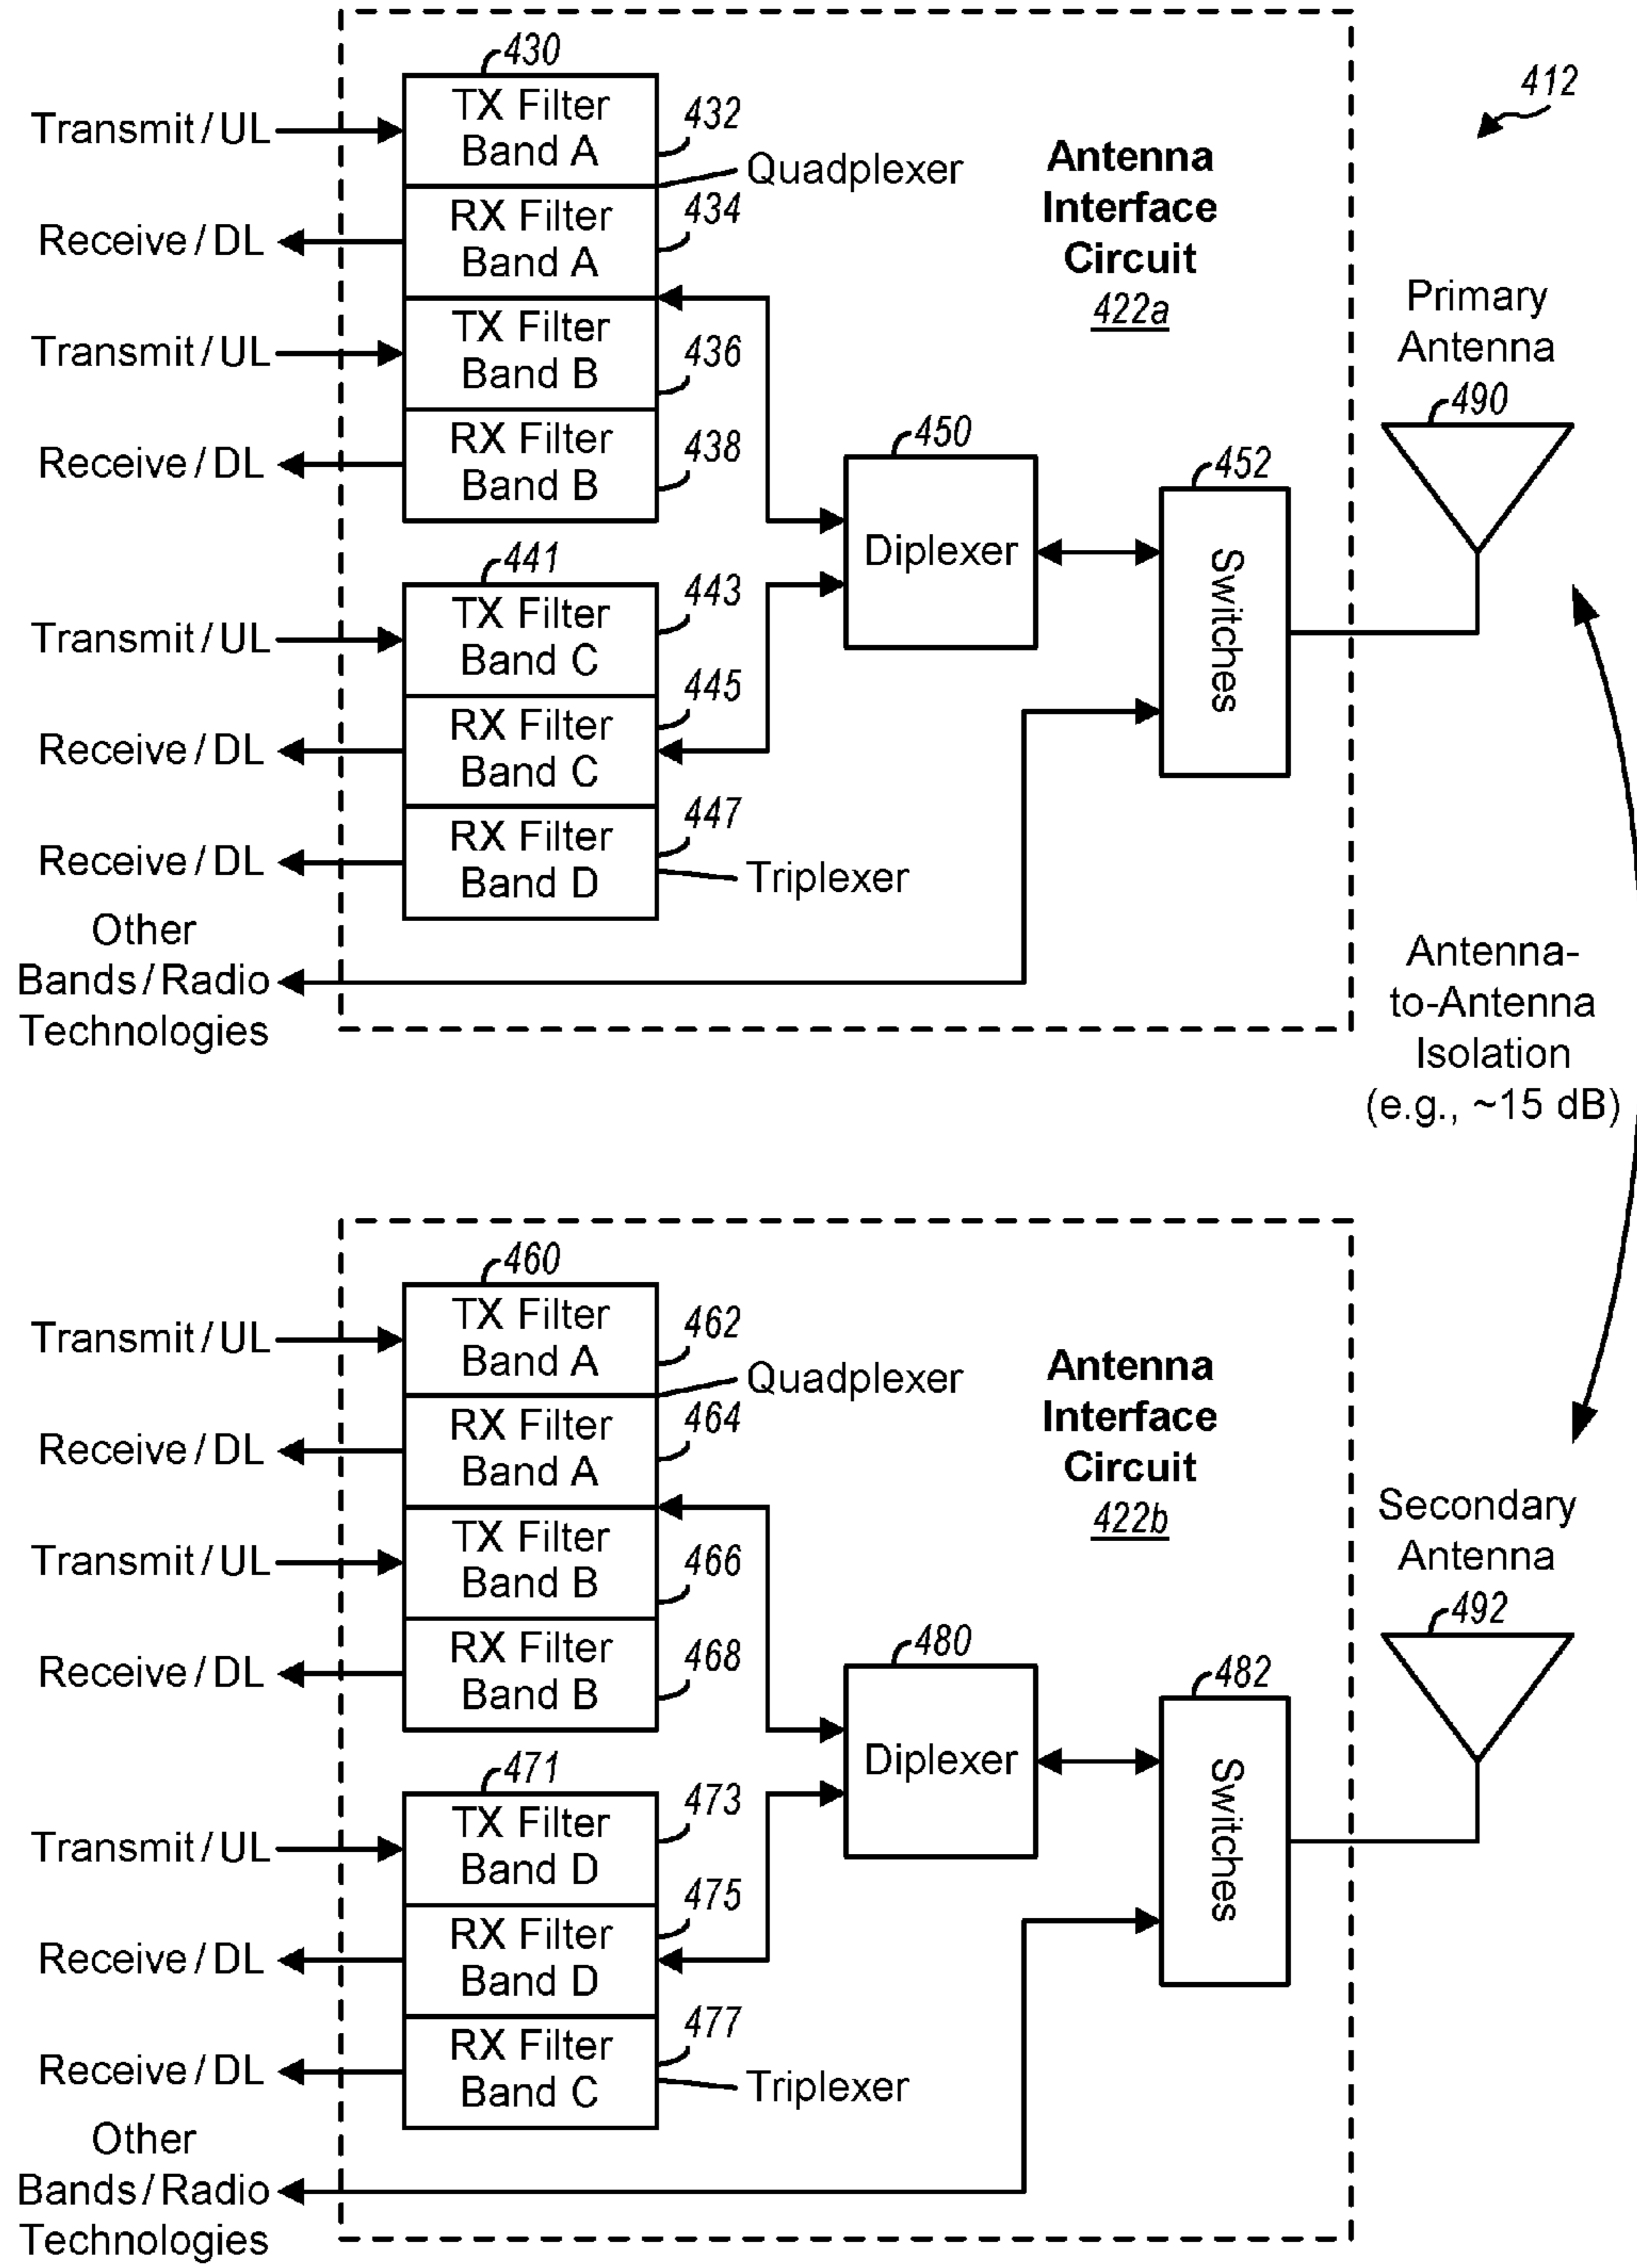 430
412
Transmit / UL
TX Filter
Band A
432
Quadplexer
Receive / DL
RX Filter
Band A
434
Transmit / UL
TX Filter
Band B
436
Receive / DL
RX Filter
Band B
438
Antenna
Interface
Circuit
422a
Primary
Antenna
490
450
Diplexer
452
Switches
441
Transmit / UL
TX Filter
Band C
443
Receive / DL
RX Filter
Band C
445
Receive / DL
RX Filter
Band D
447
Triplexer
Other
Bands / Radio
Technologies
Antenna-
to-Antenna
Isolation
(e.g., ~15 dB)
460
Transmit / UL
TX Filter
Band A
462
Quadplexer
Receive / DL
RX Filter
Band A
464
Transmit / UL
TX Filter
Band B
466
Receive / DL
RX Filter
Band B
468
Antenna
Interface
Circuit
422b
Secondary
Antenna
492
480
Diplexer
482
Switches
471
Transmit / UL
TX Filter
Band D
473
Receive / DL
RX Filter
Band D
475
Receive / DL
RX Filter
Band C
477
Triplexer
Other
Bands / Radio
Technologies